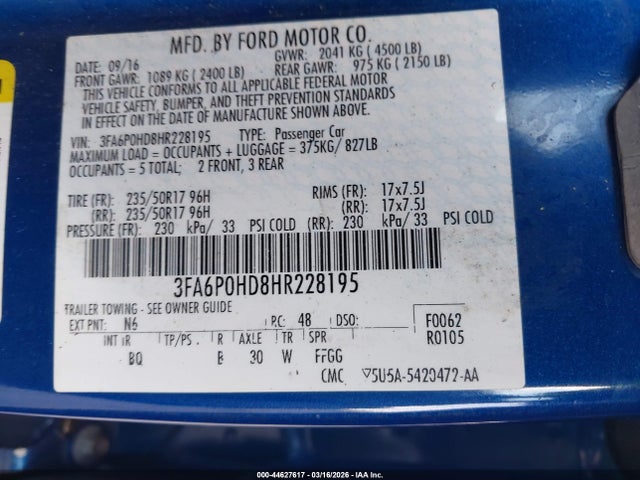 MFD. BY FORD MOTOR CO.
DATE: 09/16 GVWR: 2041 KG ( 4500 LB)
FRONT GAWR: 1089 KG ( 2400 LB) REAR GAWR: 975 KG ( 2150 LB)
THIS VEHICLE CONFORMS TO ALL APPLICABLE FEDERAL MOTOR
VEHICLE SAFETY, BUMPER, AND THEFT PREVENTION STANDARDS
IN EFFECT ON THE DATE OF MANUFACTURE SHOWN ABOVE.
VIN: 3FA6P0HD8HR228195 TYPE: Passenger Car
MAXIMUM LOAD = OCCUPANTS + LUGGAGE = 375KG/ 827LB
OCCUPANTS = 5 TOTAL; 2 FRONT, 3 REAR
TIRE (FR): 235/50R17 96H RIMS (FR): 17x7.5J
(RR): 235/50R17 96H (RR): 17x7.5J
PRESSURE (FR): 230 kPa/ 33 PSI COLD (RR): 230 kPa/ 33 PSI COLD
3FA6P0HD8HR228195
TRAILER TOWING - SEE OWNER GUIDE
EXT PNT: N6 RC: 48 DSO: F0062
R0105
INT IR TP/PS R AXLE TR SPR
BQ B 30 W FFGG
CMC V5U5A-5420472-AA
000-44627617 | 03/16/2026 | IAA Inc.